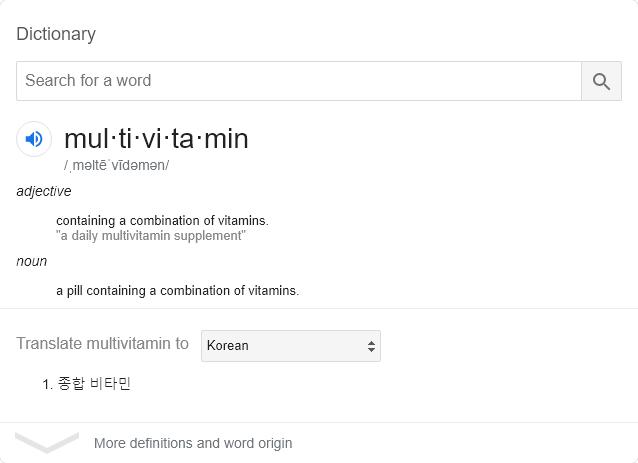 Dictionary
Search for a word
mul·ti·vi·ta·min
/ˌməltēˈvīdəmən/
adjective
containing a combination of vitamins.
"a daily multivitamin supplement"
noun
a pill containing a combination of vitamins.
Translate multivitamin to Korean
1. 종합 비타민
More definitions and word origin